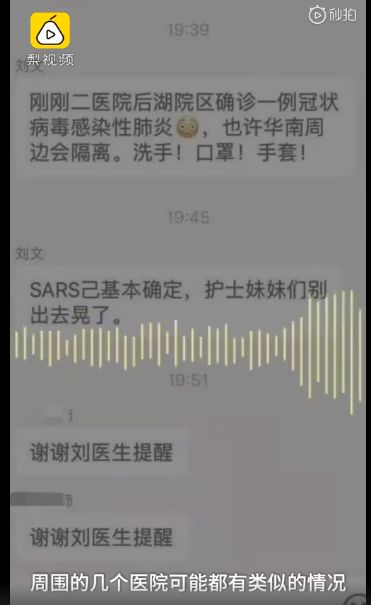 秒拍
19:39
梨视频
刘文
刚刚二医院后湖院区确诊一例冠状
病毒感染性肺炎😳，也许华南周
边会隔离。洗手！口罩！手套！
19:45
刘文
SARS己基本确定，护士妹妹们别
出去晃了。
19:51
谢谢刘医生提醒
谢谢刘医生提醒
周围的几个医院可能都有类似的情况